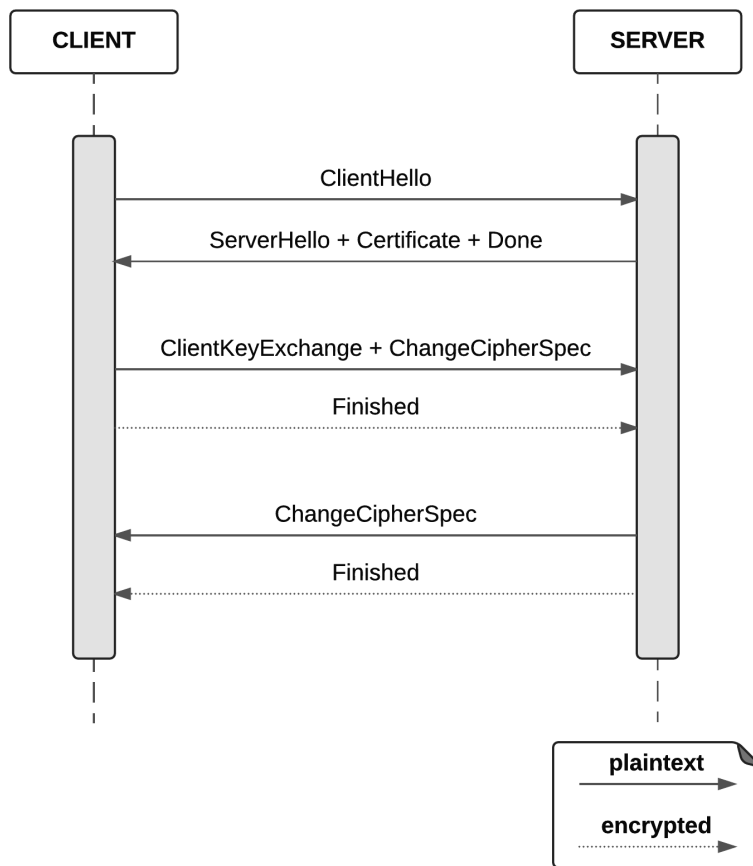 CLIENT
SERVER
ClientHello
ServerHello + Certificate + Done
ClientKeyExchange + ChangeCipherSpec
Finished
ChangeCipherSpec
Finished
plaintext
encrypted